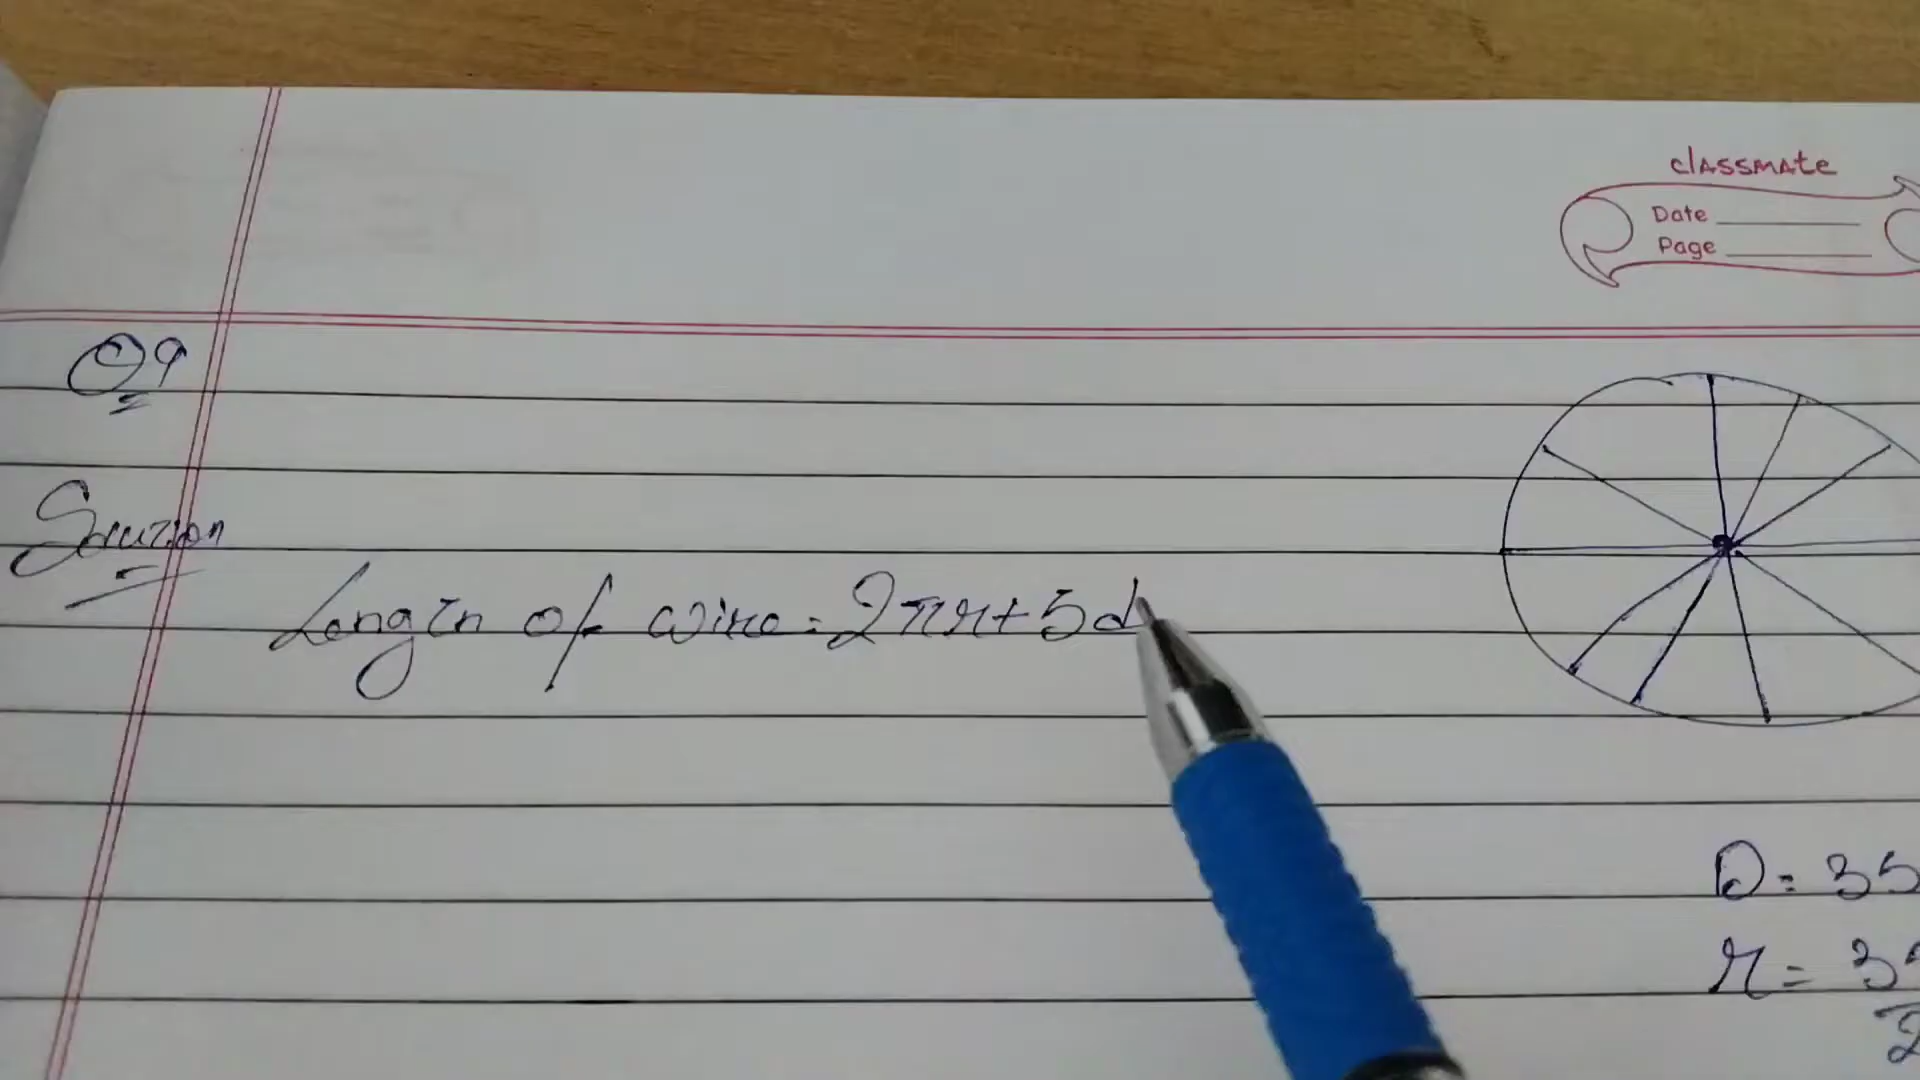 classmate
Date
Page
Q9
Solution
Length of wire = 2πr + 5d
D = 35
r = 35
2